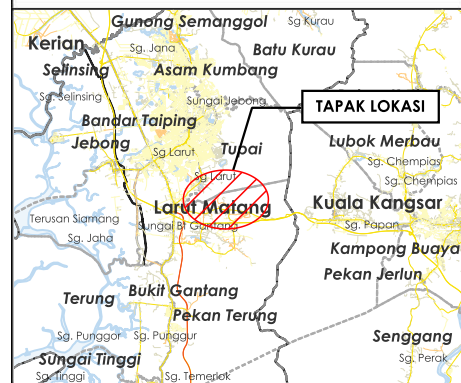 Gunong Semanggol
Sg Kurau
Kerian
Sg. Jana
Batu Kurau
Selinsing
Asam Kumbang
Sg. Selinsing
Sungai Jebong
TAPAK LOKASI
Bandar Taiping
Jebong
Sg Larut
Tupai
Lubok Merbau
Sg. Chempias
Sg Larut
Sg. Chempias
Larut Matang
Kuala Kangsar
Terusan Siamang
Sungai Bt Gantang
Sg. Papan
Sg. Jaha
Kampong Buaya
Pekan Jerlun
Terung
Bukit Gantang
Pekan Terung
Sg. Punggor
Sg. Punggur
Senggang
Sungai Tinggi
Sg. Perak
Sg. Tinggi
Sg. Temerlok